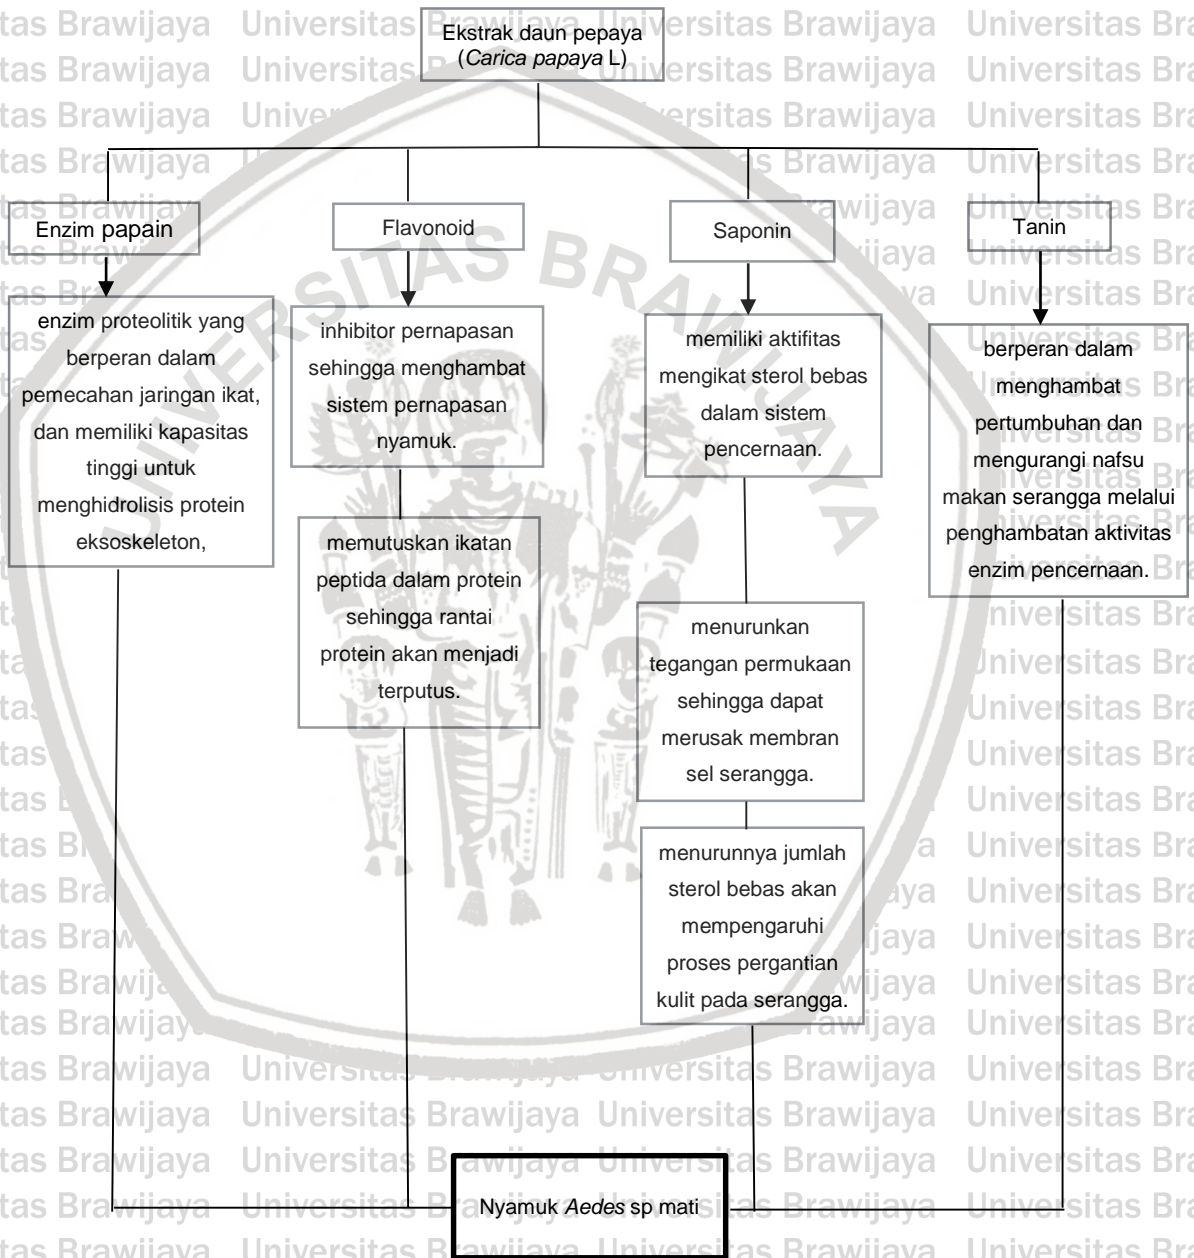 Ekstrak daun pepaya
(Carica papaya L)
Enzim papain
Flavonoid
Saponin
Tanin
enzim proteolitik yang
berperan dalam
pemecahan jaringan ikat,
dan memiliki kapasitas
tinggi untuk
menghidrolisis protein
eksoskeleton,
inhibitor pernapasan
sehingga menghambat
sistem pernapasan
nyamuk.
memutuskan ikatan
peptida dalam protein
sehingga rantai
protein akan menjadi
terputus.
memiliki aktifitas
mengikat sterol bebas
dalam sistem
pencernaan.
menurunkan
tegangan permukaan
sehingga dapat
merusak membran
sel serangga.
menurunnya jumlah
sterol bebas akan
mempengaruhi
proses pergantian
kulit pada serangga.
berperan dalam
menghambat
pertumbuhan dan
mengurangi nafsu
makan serangga melalui
penghambatan aktivitas
enzim pencernaan.
Nyamuk Aedes sp mati
UNIVERSITAS BRAWIJAYA